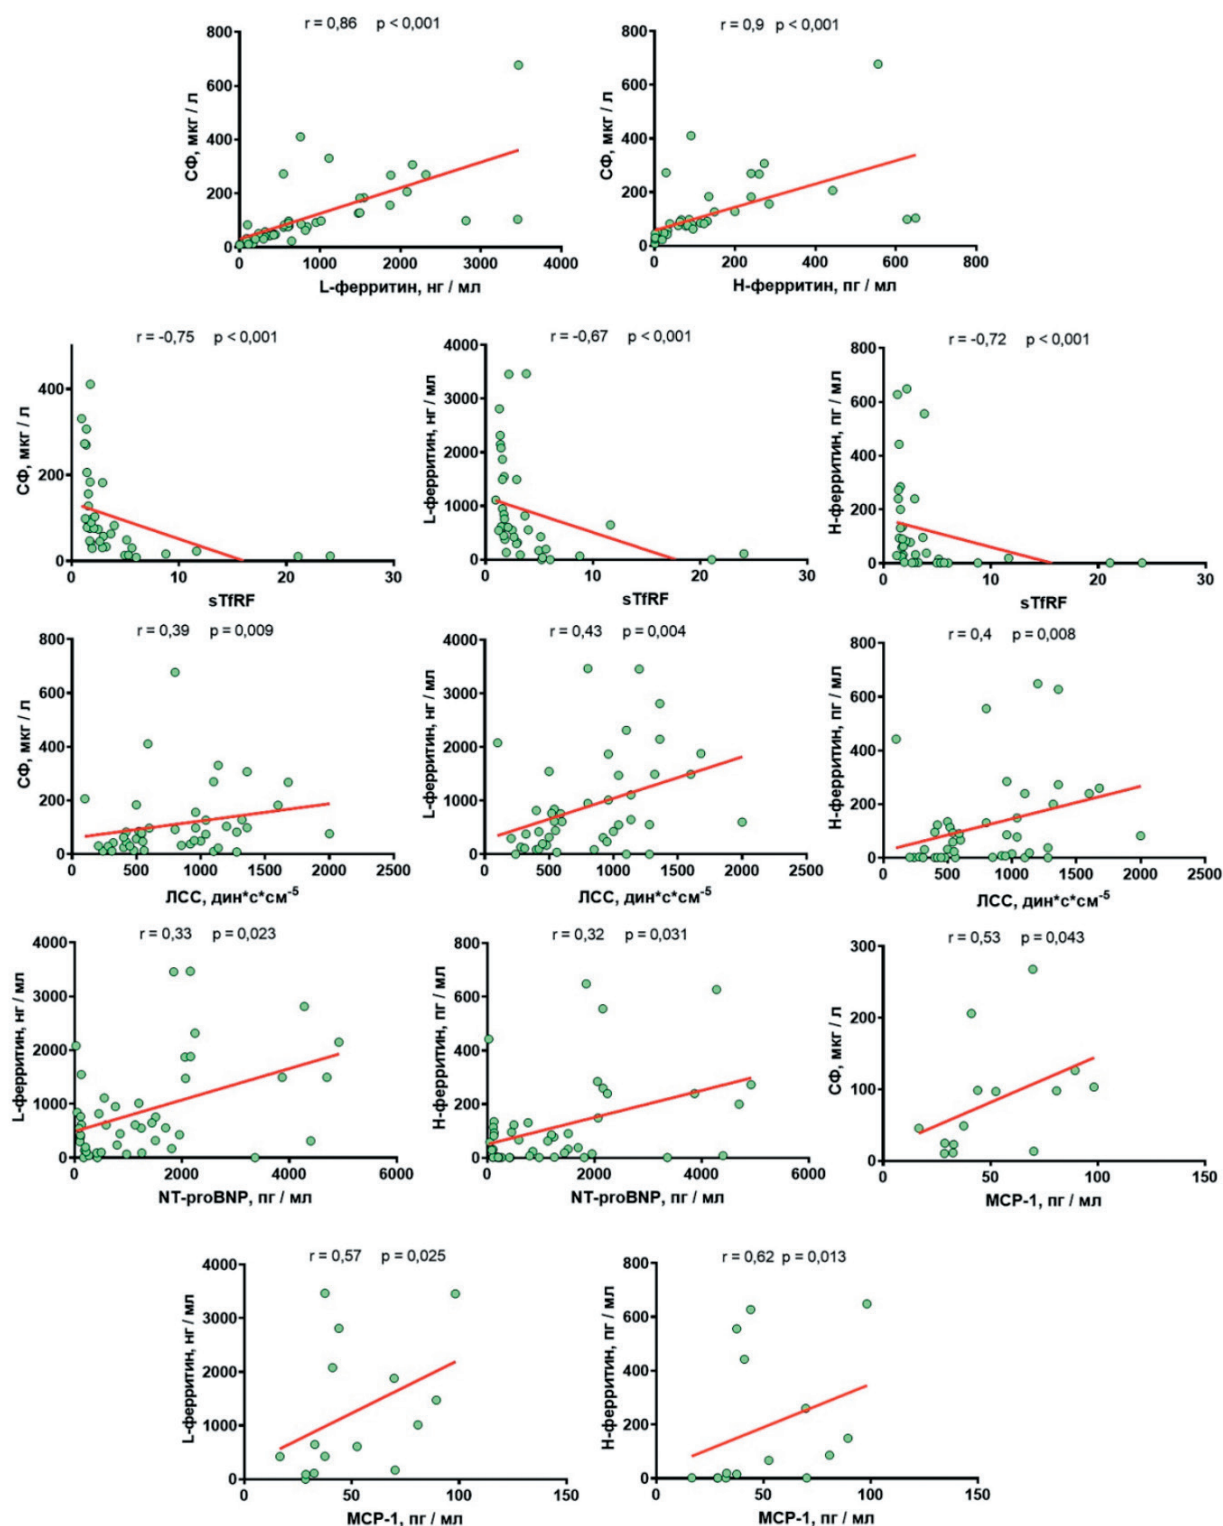 r = 0,86 p < 0,001
r = 0,9 p < 0,001
СФ, мкг / л
800
600
400
200
0
0 1000 2000 3000 4000
L-ферритин, нг / мл
СФ, мкг / л
800
600
400
200
0
0 200 400 600 800
Н-ферритин, пг / мл
r = -0,75 p < 0,001
r = -0,67 p < 0,001
r = -0,72 p < 0,001
СФ, мкг / л
400
200
0
0 10 20 30
sTfRF
L-ферритин, нг / мл
4000
3000
2000
1000
0
0 10 20 30
sTfRF
Н-ферритин, пг / мл
800
600
400
200
0
0 10 20 30
sTfRF
r = 0,39 p = 0,009
r = 0,43 p = 0,004
r = 0,4 p = 0,008
СФ, мкг / л
800
600
400
200
0
0 500 1000 1500 2000 2500
ЛСС, дин*с*см⁻⁵
L-ферритин, нг / мл
4000
3000
2000
1000
0
0 500 1000 1500 2000 2500
ЛСС, дин*с*см⁻⁵
Н-ферритин, пг / мл
800
600
400
200
0
0 500 1000 1500 2000 2500
ЛСС, дин*с*см⁻⁵
r = 0,33 p = 0,023
r = 0,32 p = 0,031
r = 0,53 p = 0,043
L-ферритин, нг / мл
4000
3000
2000
1000
0
0 2000 4000 6000
NT-proBNP, пг / мл
Н-ферритин, пг / мл
800
600
400
200
0
0 2000 4000 6000
NT-proBNP, пг / мл
СФ, мкг / л
300
200
100
0
0 50 100 150
MCP-1, пг / мл
r = 0,57 p = 0,025
r = 0,62 p = 0,013
L-ферритин, нг / мл
4000
3000
2000
1000
0
0 50 100 150
MCP-1, пг / мл
Н-ферритин, пг / мл
800
600
400
200
0
0 50 100 150
MCP-1, пг / мл